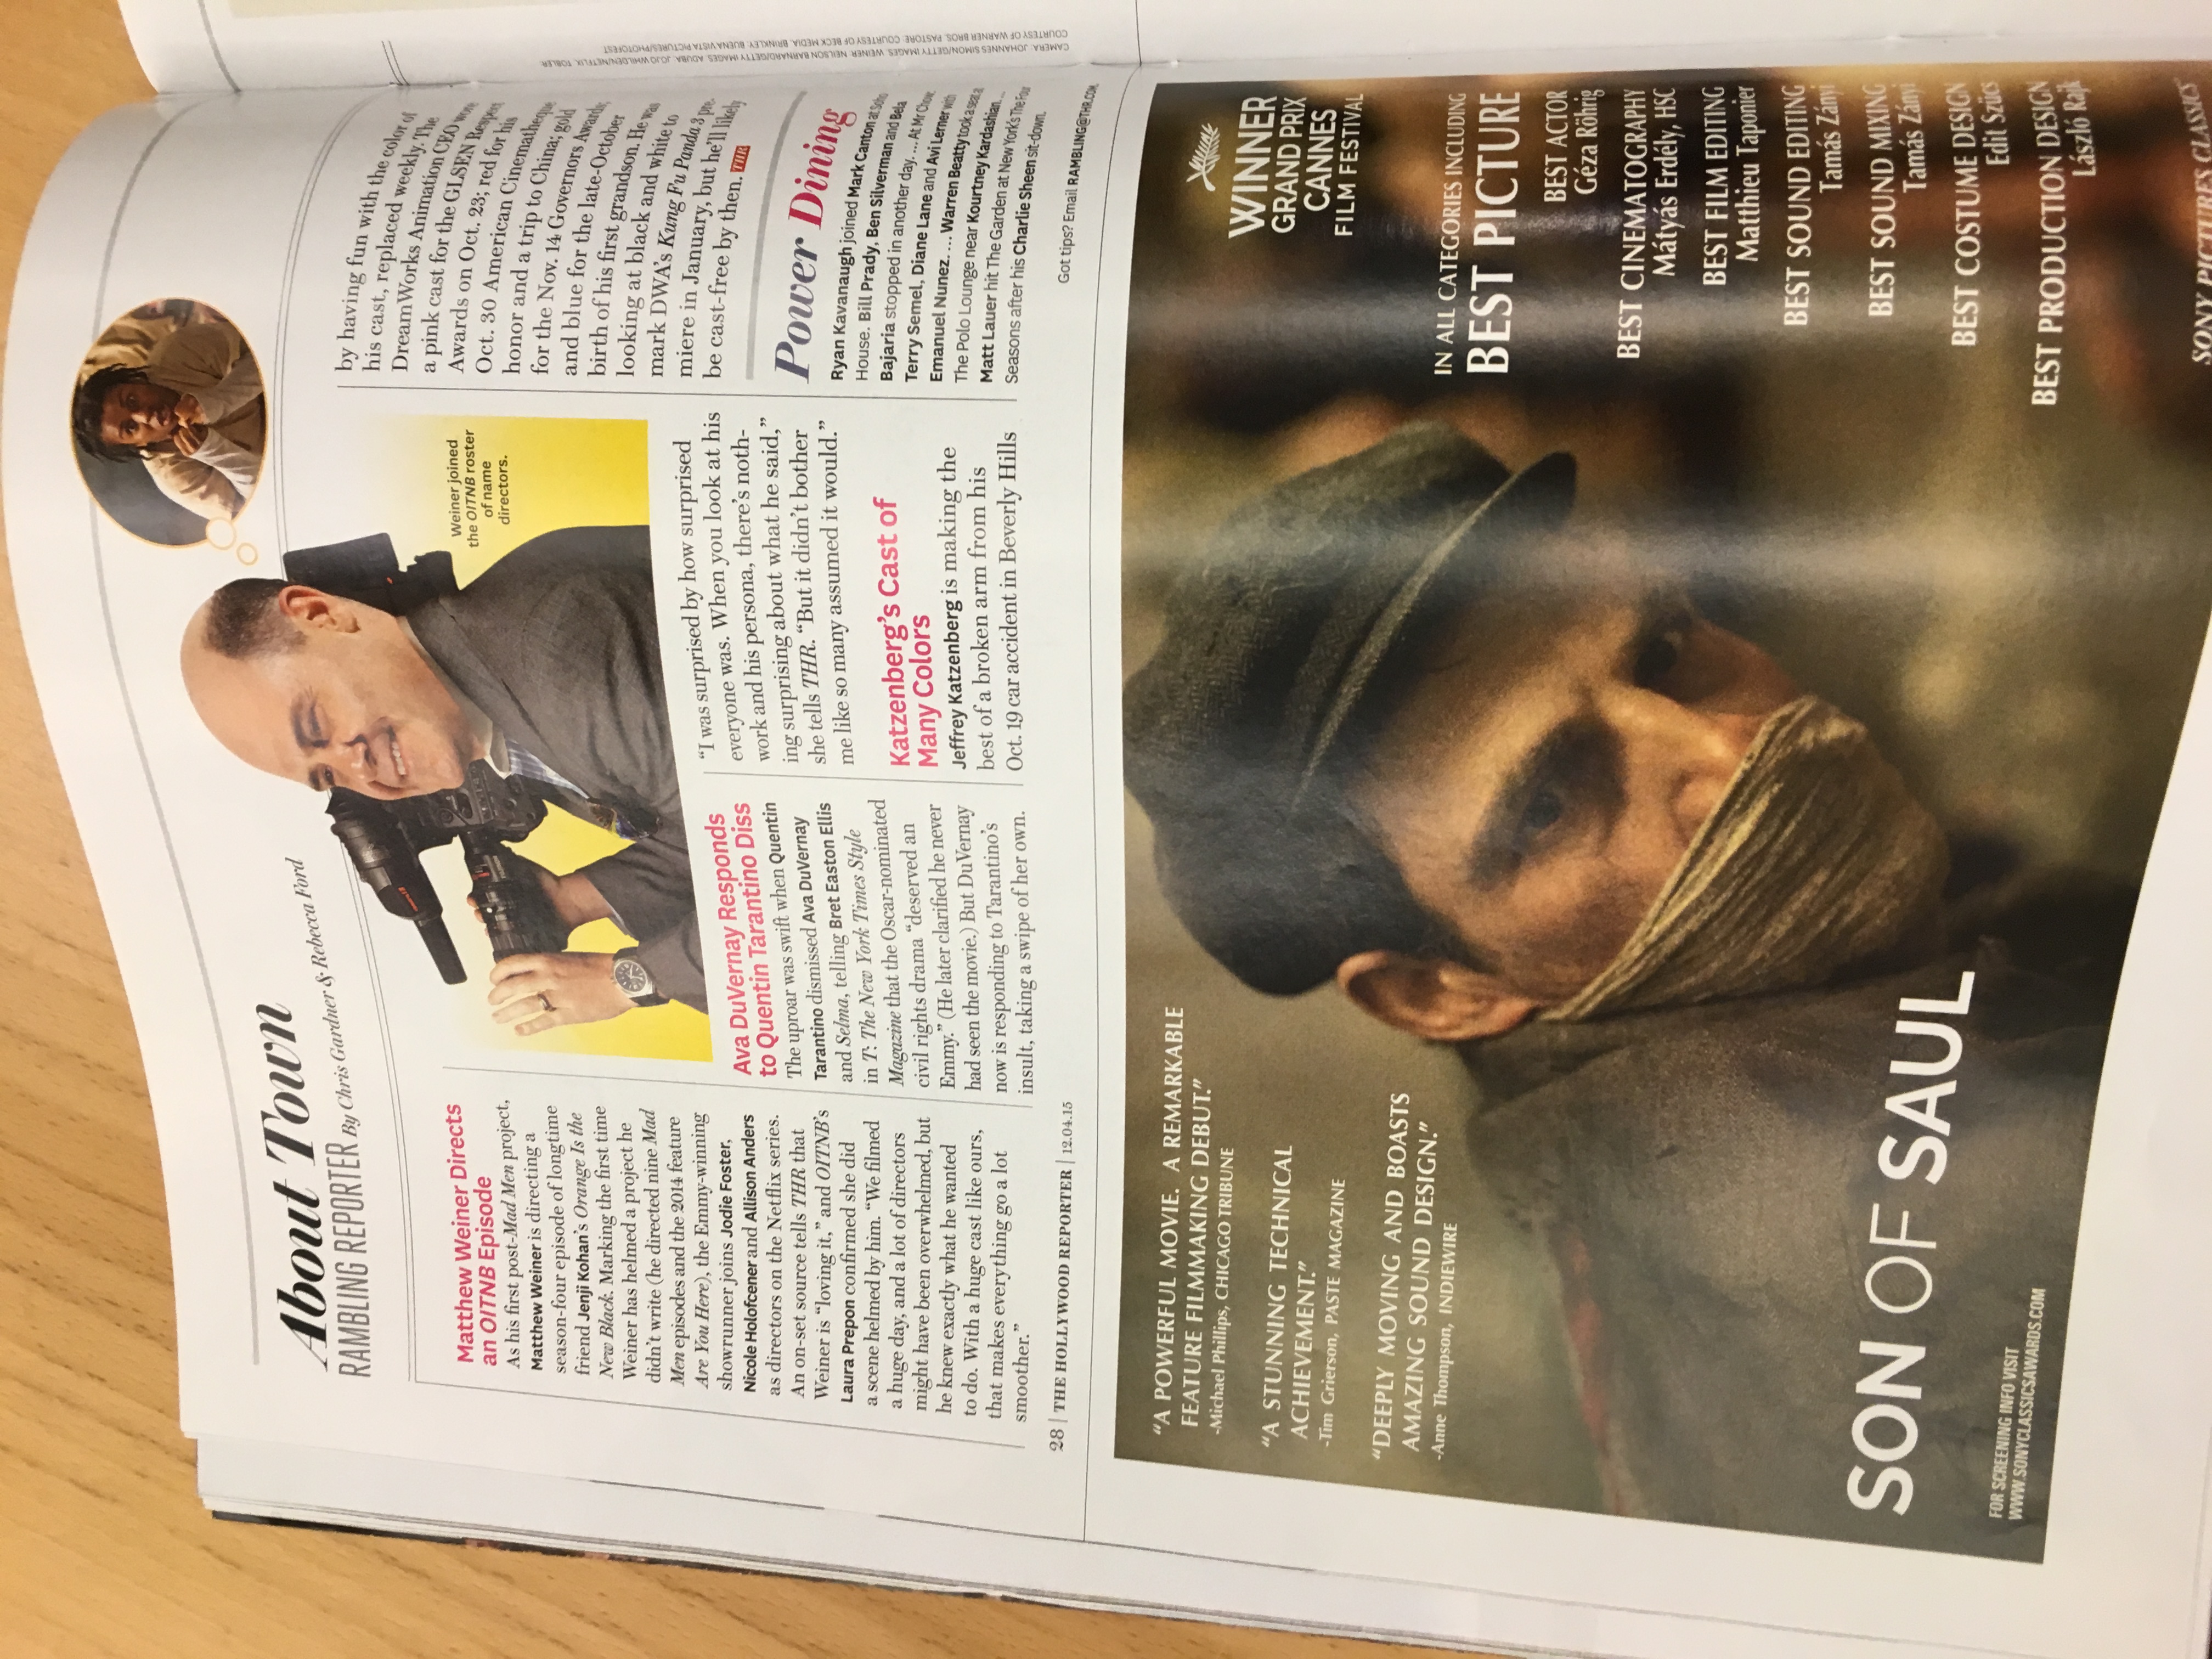 About Town
RAMBLING REPORTER By Chris Gardner & Rebecca Ford
Matthew Weiner Directs
an OITNB Episode
As his first post-Mad Men project,
Matthew Weiner is directing a
season-four episode of longtime
friend Jenji Kohan's Orange Is the
New Black. Marking the first time
Weiner has helmed a project he
didn't write (he directed nine Mad
Men episodes and the 2014 feature
Are You Here), the Emmy-winning
showrunner joins Jodie Foster,
Nicole Holofcener and Allison Anders
as directors on the Netflix series.
An on-set source tells THR that
Weiner is "loving it," and OITNB's
Laura Prepon confirmed she did
a scene helmed by him. "We filmed
a huge day, and a lot of directors
might have been overwhelmed, but
he knew exactly what he wanted
to do. With a huge cast like ours,
that makes everything go a lot
smoother."
Weiner joined
the OITNB roster
of name
directors.
Ava DuVernay Responds
to Quentin Tarantino Diss
The uproar was swift when Quentin
Tarantino dismissed Ava DuVernay
and Selma, telling Bret Easton Ellis
in T: The New York Times Style
Magazine that the Oscar-nominated
civil rights drama "deserved an
Emmy." (He later clarified he never
had seen the movie.) But DuVernay
now is responding to Tarantino's
insult, taking a swipe of her own.
"I was surprised by how surprised
everyone was. When you look at his
work and his persona, there's noth-
ing surprising about what he said,"
she tells THR. "But it didn't bother
me like so many assumed it would."
Katzenberg's Cast of
Many Colors
Jeffrey Katzenberg is making the
best of a broken arm from his
Oct. 19 car accident in Beverly Hills
by having fun with the color of
his cast, replaced weekly. The
DreamWorks Animation CEO wore
a pink cast for the GLSEN Respect
Awards on Oct. 23; red for his
Oct. 30 American Cinematheque
honor and a trip to China; gold
for the Nov. 14 Governors Awards;
and blue for the late-October
birth of his first grandson. He was
looking at black and white to
mark DWA's Kung Fu Panda 3 pre-
miere in January, but he'll likely
be cast-free by then. THR
Power Dining
Ryan Kavanaugh joined Mark Canton at Soho
House. Bill Prady, Ben Silverman and Bela
Bajaria stopped in another day. ... At Mr Chow:
Terry Semel, Diane Lane and Avi Lerner with
Emanuel Nunez. ... Warren Beatty took a seat at
The Polo Lounge near Kourtney Kardashian. ...
Matt Lauer hit The Garden at New York's The Four
Seasons after his Charlie Sheen sit-down.
Got tips? Email RAMBLING@THR.COM.
28 | THE HOLLYWOOD REPORTER | 12.04.15
CAMERA: JOHANNES SIMON/GETTY IMAGES. WEINER: NEILSON BARNARD/GETTY IMAGES. ADUBA: JOJO WHILDEN/NETFLIX.
COURTESY OF WARNER BROS. PASTORE: COURTESY OF BECK MEDIA. BRINKLEY: BUENA VISTA PICTURES/PHOTOFEST.
"A POWERFUL MOVIE. A REMARKABLE
FEATURE FILMMAKING DEBUT."
-Michael Phillips, CHICAGO TRIBUNE
"A STUNNING TECHNICAL
ACHIEVEMENT."
-Tim Grierson, PASTE MAGAZINE
"DEEPLY MOVING AND BOASTS
AMAZING SOUND DESIGN."
-Anne Thompson, INDIEWIRE
SON OF SAUL
FOR SCREENING INFO VISIT
WWW.SONYCLASSICSAWARDS.COM
WINNER
GRAND PRIX
CANNES
FILM FESTIVAL
IN ALL CATEGORIES INCLUDING
BEST PICTURE
BEST ACTOR
Géza Röhrig
BEST CINEMATOGRAPHY
Mátyás Erdély, HSC
BEST FILM EDITING
Matthieu Taponier
BEST SOUND EDITING
Tamás Zányi
BEST SOUND MIXING
Tamás Zányi
BEST COSTUME DESIGN
Edit Szücs
BEST PRODUCTION DESIGN
László Rajk
SONY PICTURES CLASSICS